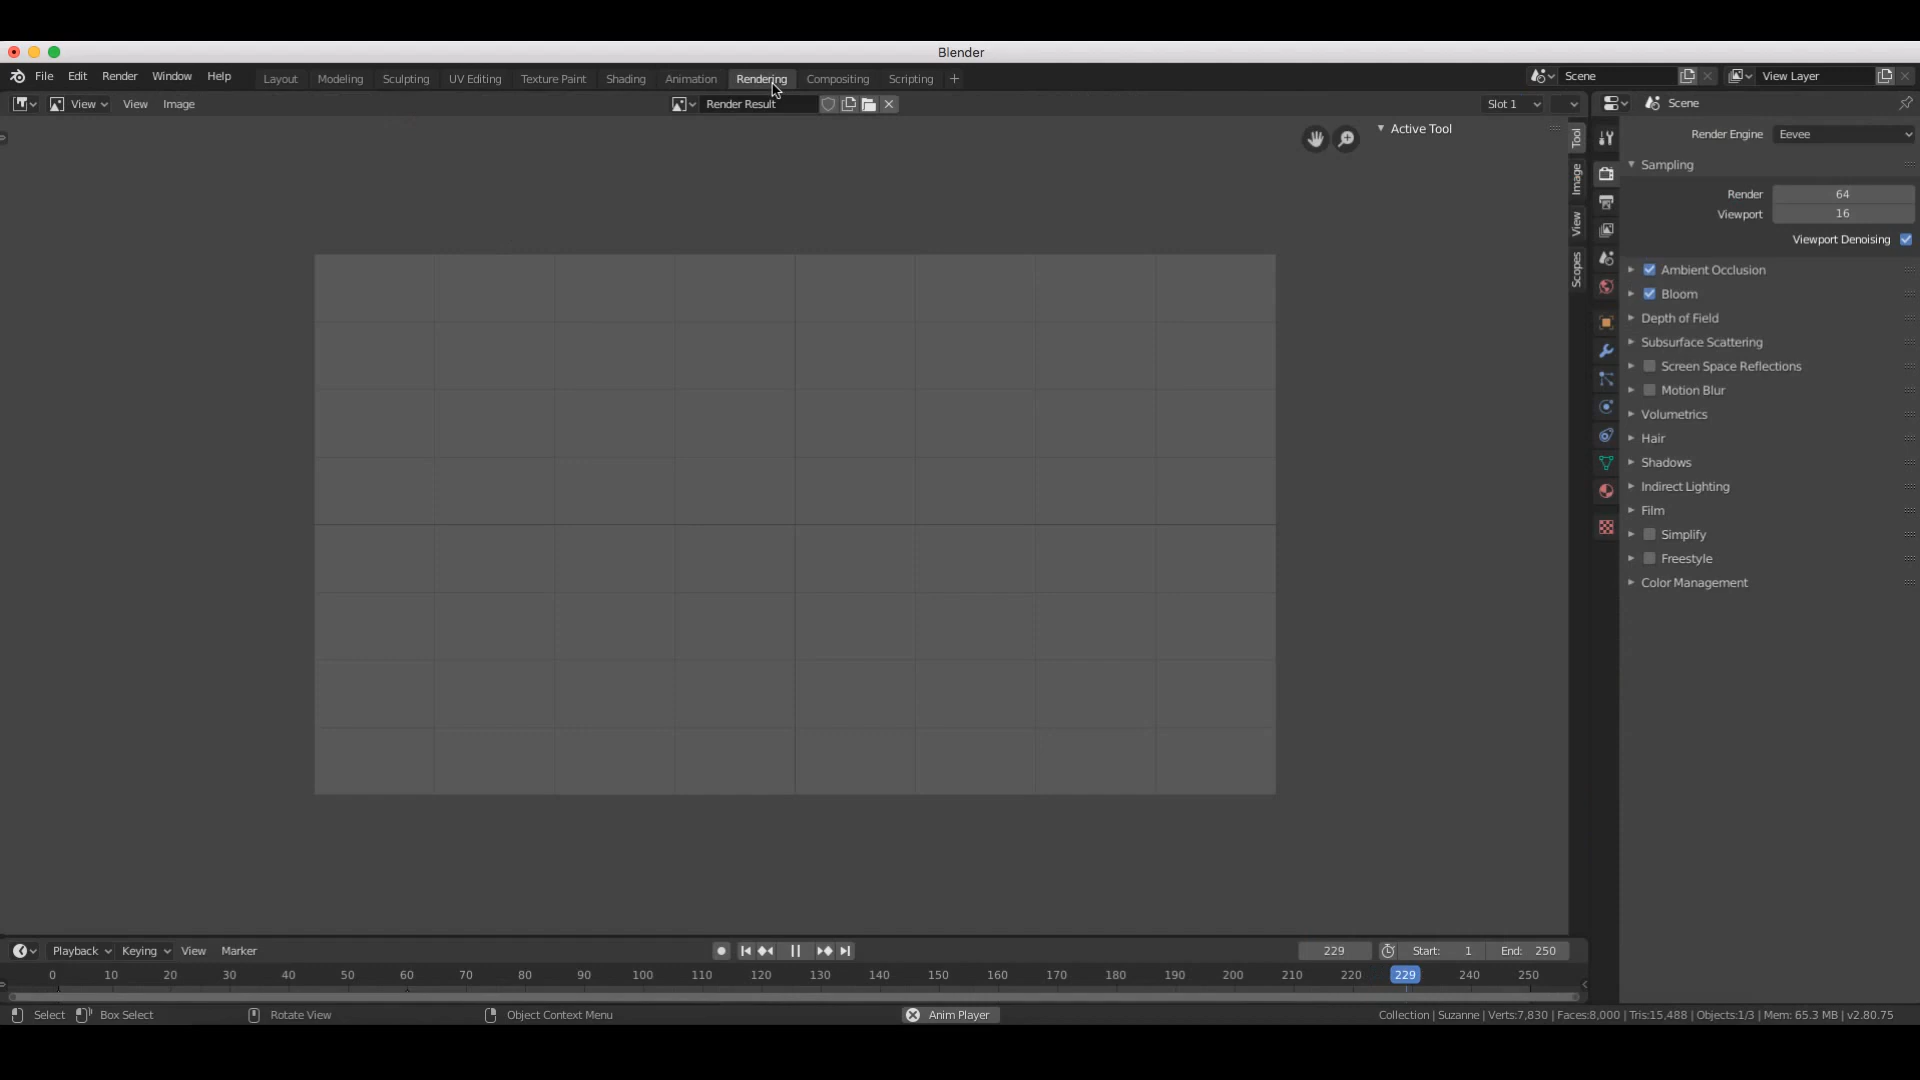 Blender
File Edit Render Window Help Layout Modeling Sculpting UV Editing Texture Paint Shading Animation Rendering Compositing Scripting + Scene View Layer
View View Image Render Result Slot 1 Scene
Active Tool
Tool
Image
View
Scopes
Render Engine Eevee
Sampling
Render 64
Viewport 16
Viewport Denoising
Ambient Occlusion
Bloom
Depth of Field
Subsurface Scattering
Screen Space Reflections
Motion Blur
Volumetrics
Hair
Shadows
Indirect Lighting
Film
Simplify
Freestyle
Color Management
Playback Keying View Marker 229 Start: 1 End: 250
0 10 20 30 40 50 60 70 80 90 100 110 120 130 140 150 160 170 180 190 200 210 220 229 240 250
Select Box Select Rotate View Object Context Menu Anim Player Collection | Suzanne | Verts:7,830 | Faces:8,000 | Tris:15,488 | Objects:1/3 | Mem: 65.3 MB | v2.80.75